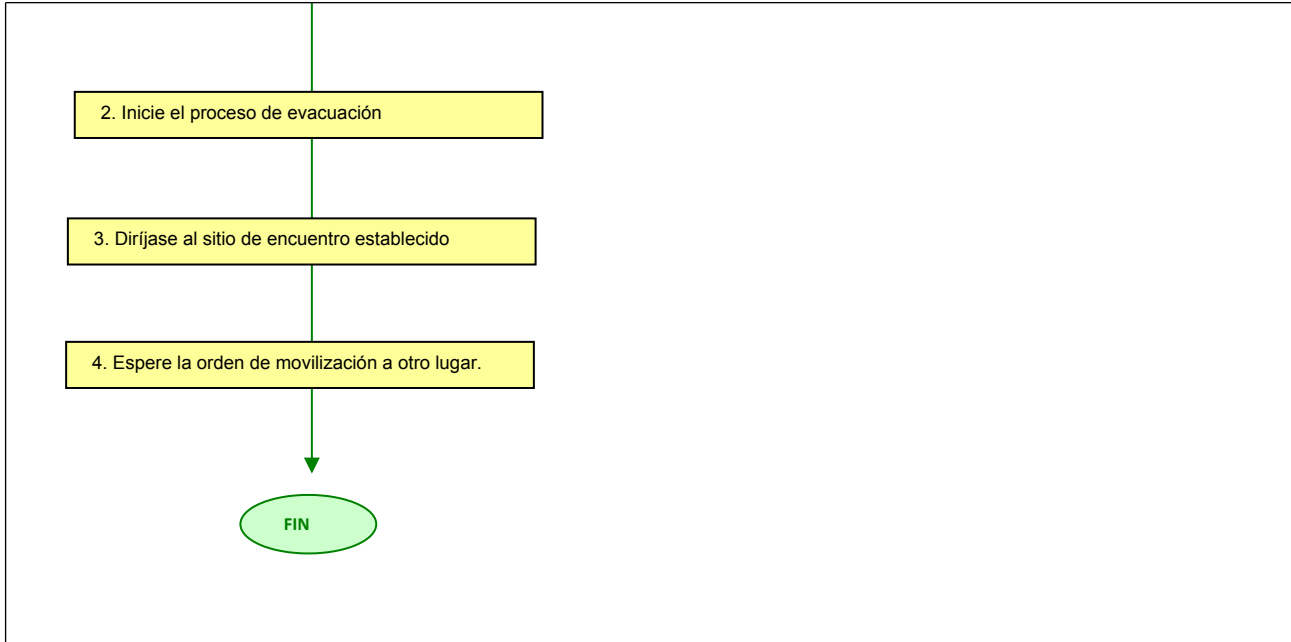 2. Inicie el proceso de evacuación
3. Diríjase al sitio de encuentro establecido
4. Espere la orden de movilización a otro lugar.
FIN